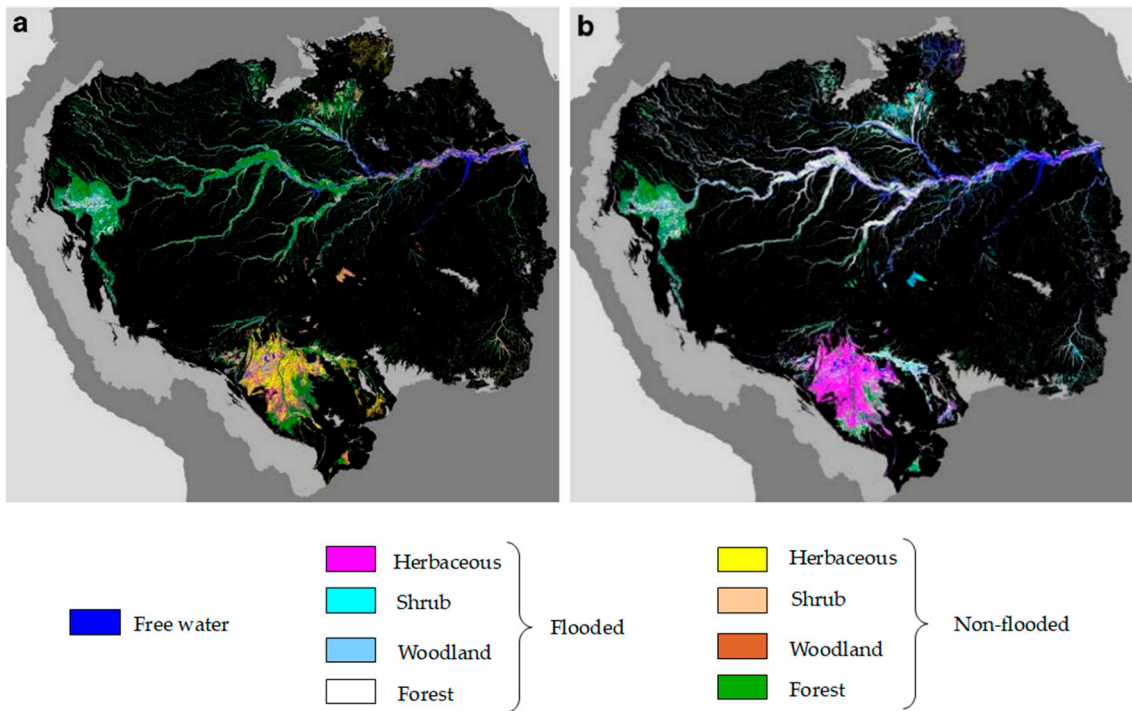 a
b
Free water
Herbaceous
Shrub
Woodland
Forest
Flooded
Herbaceous
Shrub
Woodland
Forest
Non-flooded